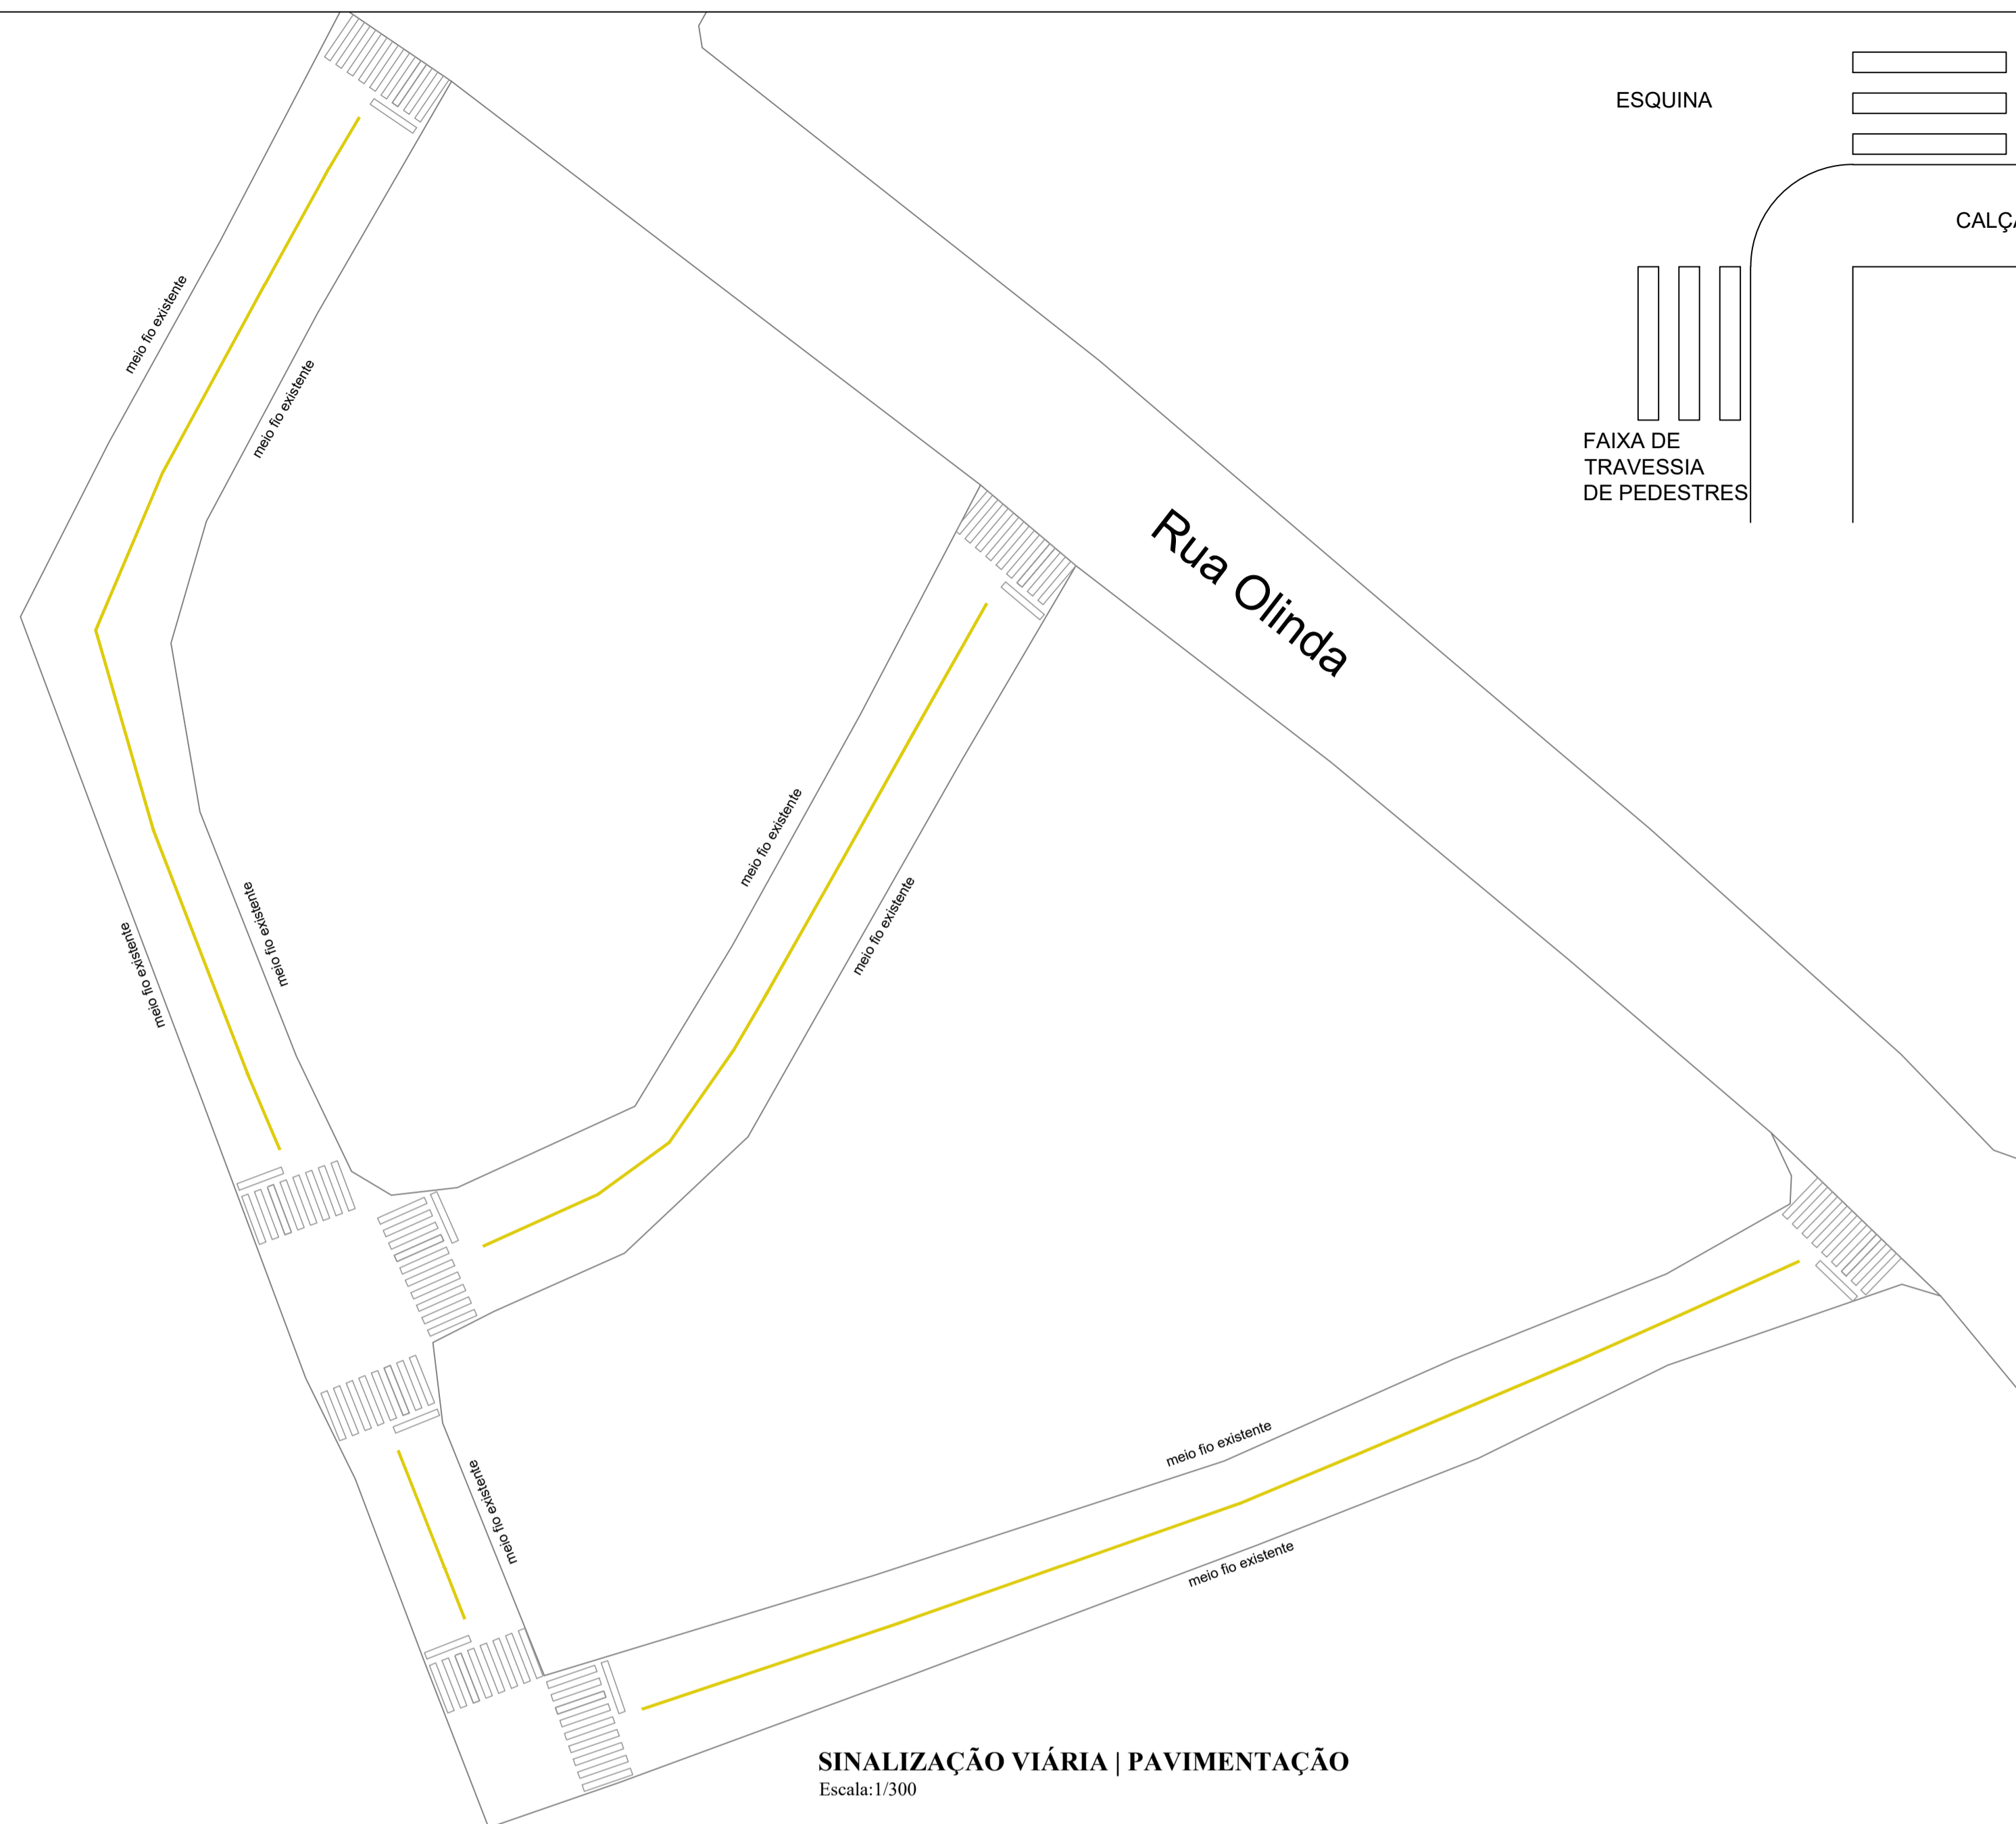 ESQUINA
CALÇA
FAIXA DE
TRAVESSIA
DE PEDESTRES
meio fio existente
meio fio existente
Rua Olinda
meio fio existente
meio fio existente
meio fio existente
meio fio existente
meio fio existente
meio fio existente
meio fio existente
SINALIZAÇÃO VIÁRIA | PAVIMENTAÇÃO
Escala:1/300